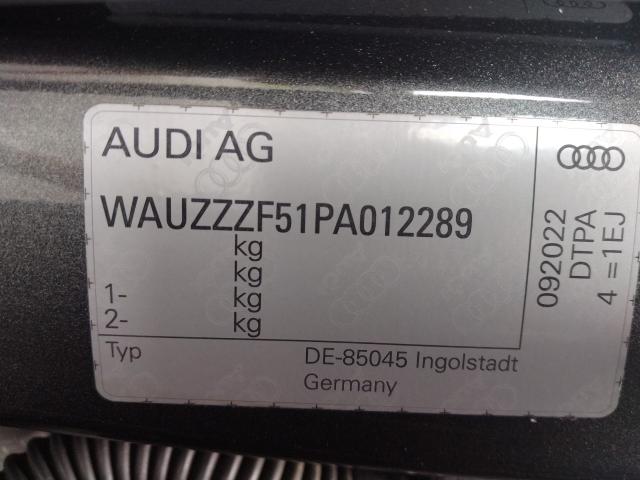 AUDI AG
WAUZZZF51PA012289
kg
kg
1- kg
2- kg
Typ
DE-85045 Ingolstadt
Germany
092022
DTPA
4 =1EJ